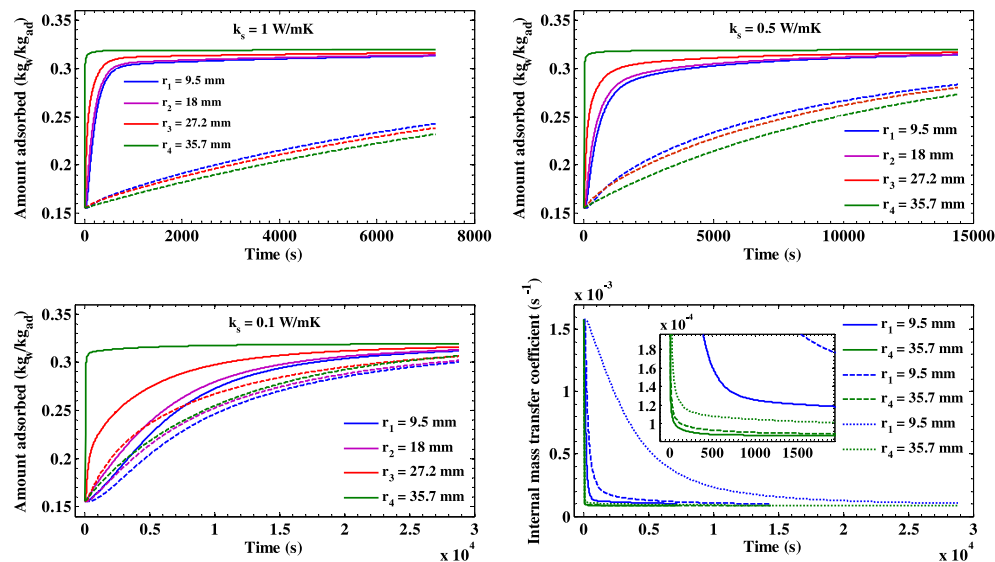 k_s = 1 W/mK
Amount adsorbed (kg_w/kg_ad)
0.35
0.3
0.25
0.2
0.15
r_1 = 9.5 mm
r_2 = 18 mm
r_3 = 27.2 mm
r_4 = 35.7 mm
0
2000
4000
6000
8000
Time (s)
k_s = 0.5 W/mK
Amount adsorbed (kg_w/kg_ad)
0.35
0.3
0.25
0.2
0.15
r_1 = 9.5 mm
r_2 = 18 mm
r_3 = 27.2 mm
r_4 = 35.7 mm
0
5000
10000
15000
Time (s)
k_s = 0.1 W/mK
Amount adsorbed (kg_w/kg_ad)
0.35
0.3
0.25
0.2
0.15
r_1 = 9.5 mm
r_2 = 18 mm
r_3 = 27.2 mm
r_4 = 35.7 mm
0
0.5
1
1.5
2
2.5
3
x 10^4
Time (s)
x 10^-3
Internal mass transfer coefficient (s^-1)
1.5
1
0.5
0
x 10^-4
1.8
1.6
1.4
1.2
1
0
500
1000
1500
r_1 = 9.5 mm
r_4 = 35.7 mm
r_1 = 9.5 mm
r_4 = 35.7 mm
r_1 = 9.5 mm
r_4 = 35.7 mm
0
0.5
1
1.5
2
2.5
3
x 10^4
Time (s)